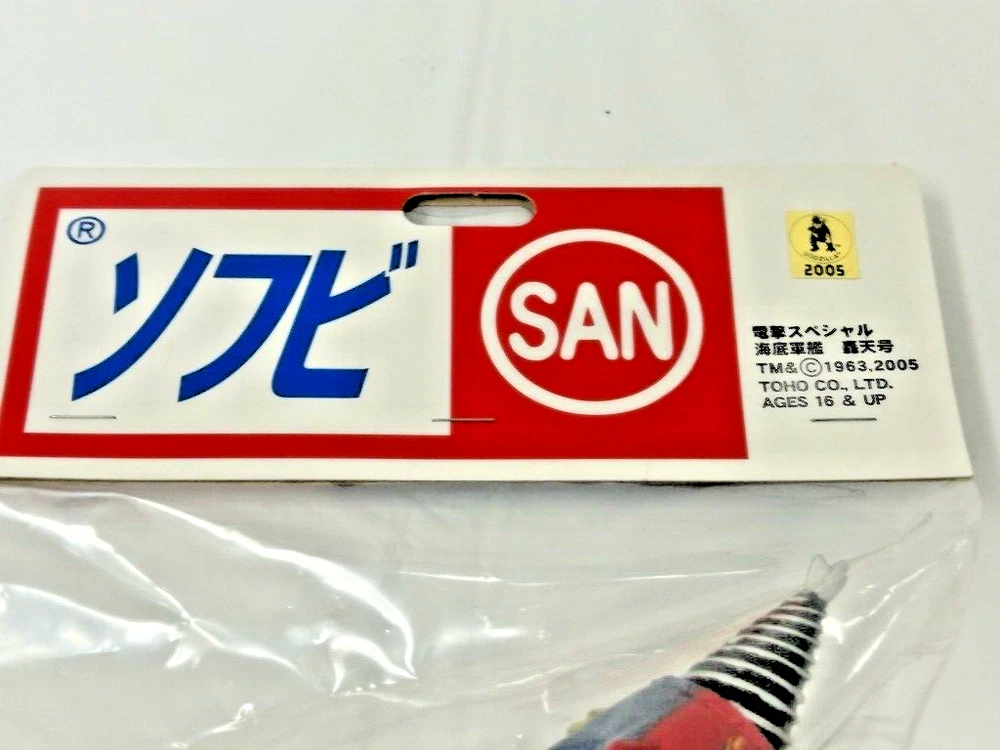 ®
ソフビ
SAN
GODZILLA
2005
電撃スペシャル
海底軍艦 轟天号
TM&©1963,2005
TOHO CO., LTD.
AGES 16 & UP